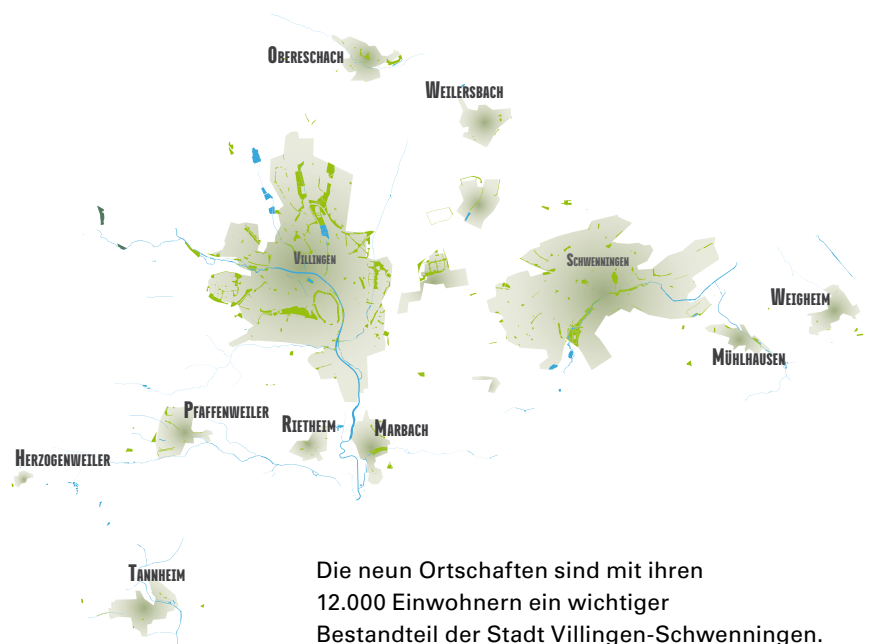 Obereschach
Weilersbach
Villingen
Schwenningen
Weigheim
Mühlhausen
Pfaffenweiler
Rietheim
Marbach
Herzogenweiler
Tannheim
Die neun Ortschaften sind mit ihren
12.000 Einwohnern ein wichtiger
Bestandteil der Stadt Villingen-Schwenningen.